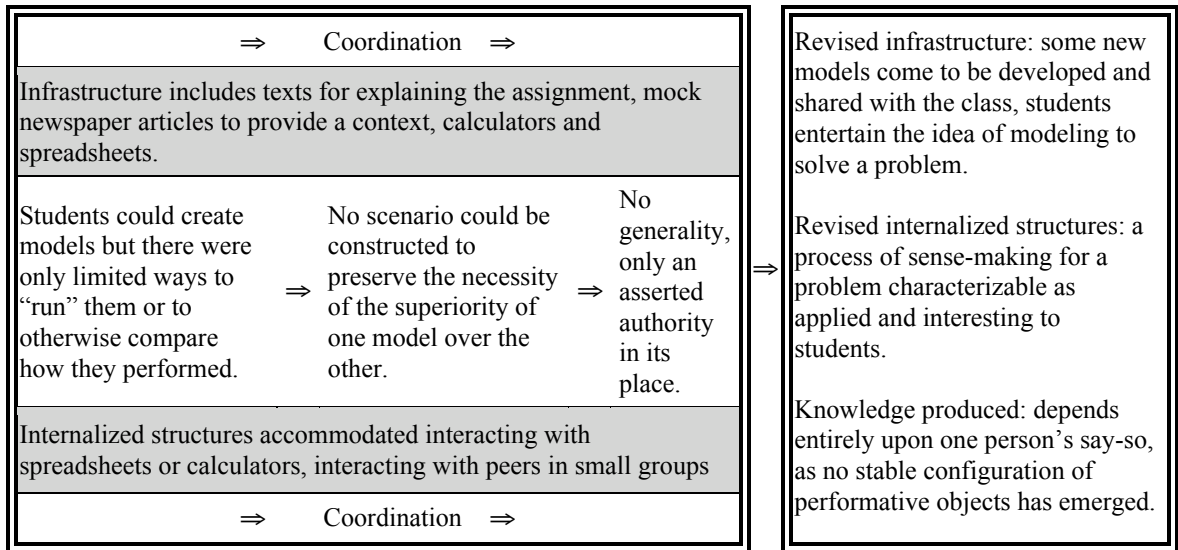 ⇒ Coordination ⇒
Infrastructure includes texts for explaining the assignment, mock
newspaper articles to provide a context, calculators and
spreadsheets.
Students could create
models but there were
only limited ways to
“run” them or to
otherwise compare
how they performed.
⇒
No scenario could be
constructed to
preserve the necessity
of the superiority of
one model over the
other.
⇒
No
generality,
only an
asserted
authority
in its
place.
Internalized structures accommodated interacting with
spreadsheets or calculators, interacting with peers in small groups
⇒ Coordination ⇒
⇒
Revised infrastructure: some new
models come to be developed and
shared with the class, students
entertain the idea of modeling to
solve a problem.
Revised internalized structures: a
process of sense-making for a
problem characterizable as
applied and interesting to
students.
Knowledge produced: depends
entirely upon one person’s say-so,
as no stable configuration of
performative objects has emerged.